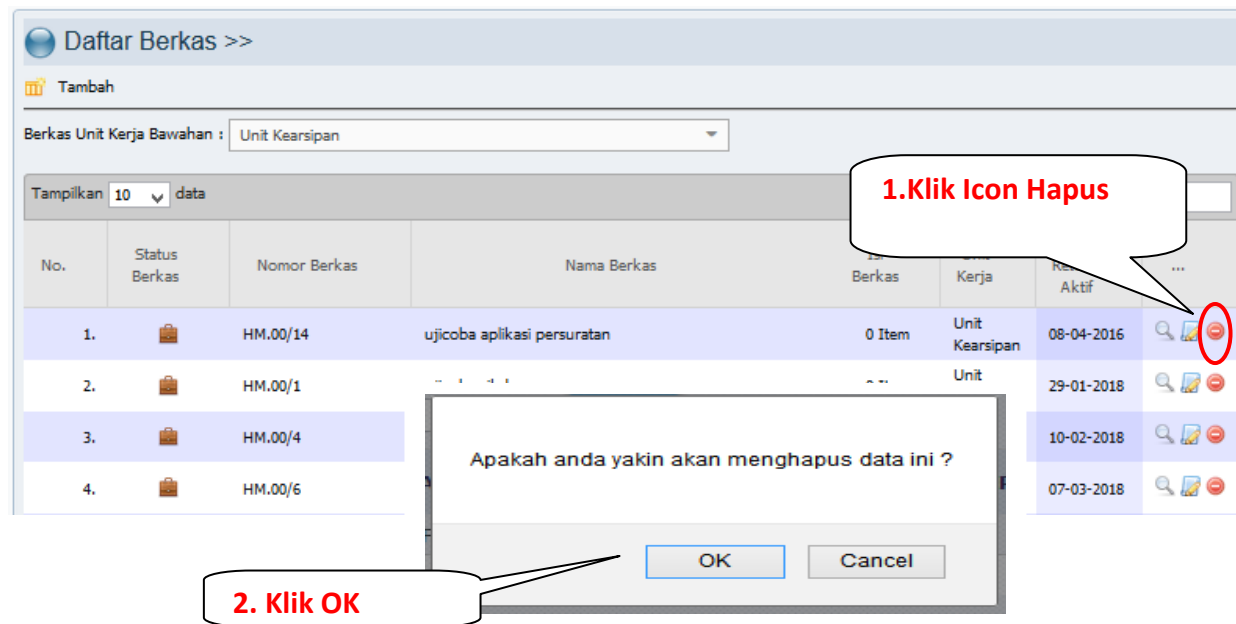 Daftar Berkas >>
Tambah
Berkas Unit Kerja Bawahan : Unit Kearsipan
Tampilkan 10 data
1.Klik Icon Hapus
No. Status Berkas Nomor Berkas Nama Berkas Berkas Kerja Aktif ...
1. HM.00/14 ujicoba aplikasi persuratan 0 Item Unit Kearsipan 08-04-2016
2. HM.00/1 Unit 29-01-2018
3. HM.00/4 10-02-2018
4. HM.00/6 07-03-2018
Apakah anda yakin akan menghapus data ini ?
OK Cancel
2. Klik OK